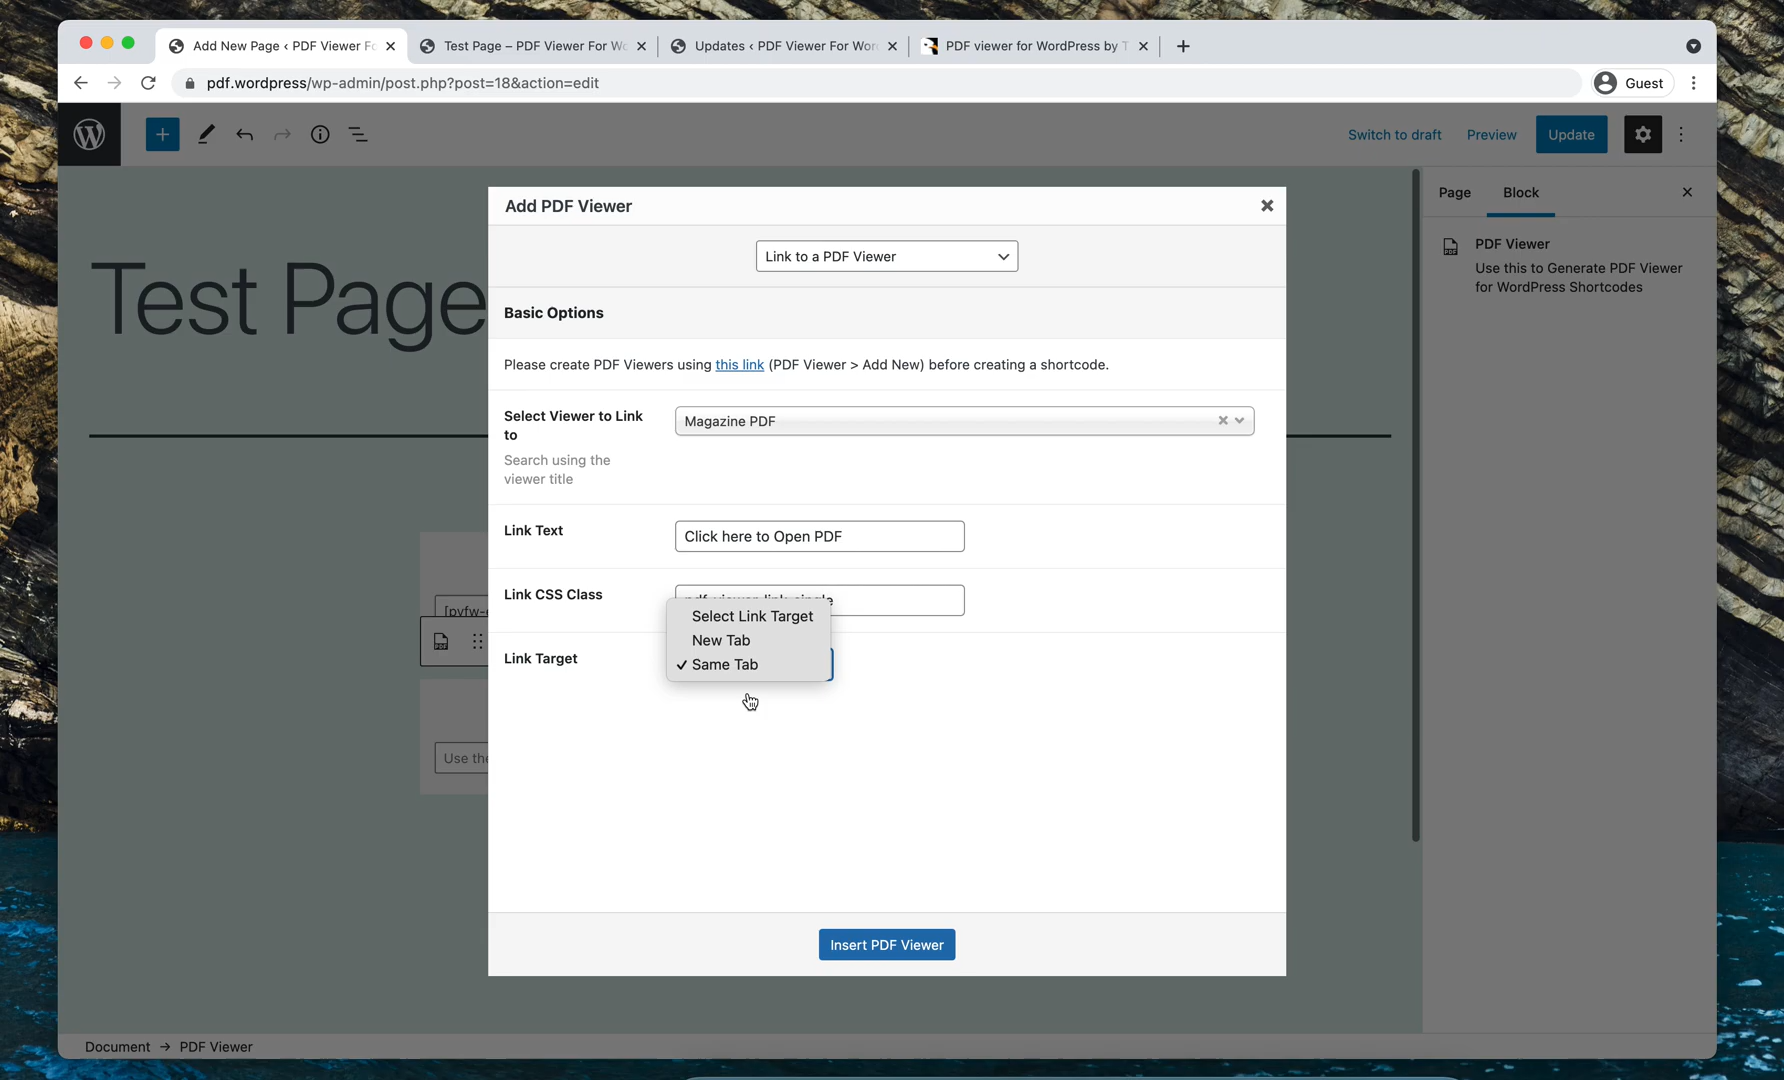 Add New Page ‹ PDF Viewer Fo
Test Page – PDF Viewer For Wo
Updates ‹ PDF Viewer For Wor
PDF viewer for WordPress by T
pdf.wordpress/wp-admin/post.php?post=18&action=edit
Guest
Switch to draft
Preview
Update
Page
Block
Add PDF Viewer
Test Page
Link to a PDF Viewer
PDF Viewer
Use this to Generate PDF Viewer
for WordPress Shortcodes
Basic Options
Please create PDF Viewers using this link (PDF Viewer > Add New) before creating a shortcode.
Select Viewer to Link
to
Magazine PDF
Search using the
viewer title
Link Text
Click here to Open PDF
Link CSS Class
[pvfw-
Select Link Target
New Tab
Same Tab
Link Target
PDF
Use the
Insert PDF Viewer
Document → PDF Viewer